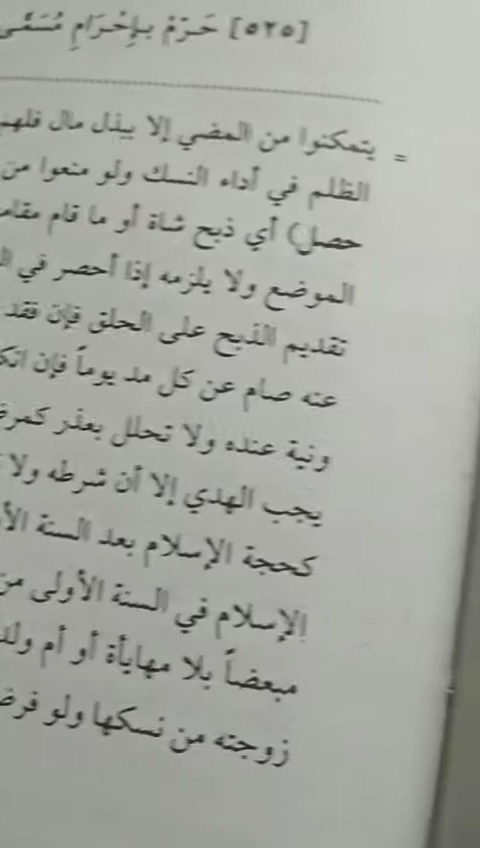 [٥٢٥] حَرِّمْ بِإِحْرَامِ مُسَمَّى
= يتمكنوا من المضي إلا ببذل مال فلهم
الظلم في أداء النسك ولو منعوا من
حصل) أي ذبح شاة أو ما قام مقام
الموضع ولا يلزمه إذا أحصر في
تقديم الذبح على الحلق فإن فقد
عنه صام عن كل مد يوماً فإن
ونية عنده ولا تحلل بعذر كمرض
يجب الهدي إلا أن شرطه ولا
كحجة الإسلام بعد السنة
الإسلام في السنة الأولى من
مبعضاً بلا مهايأة أو أم ولد
زوجته من نسكها ولو فرض